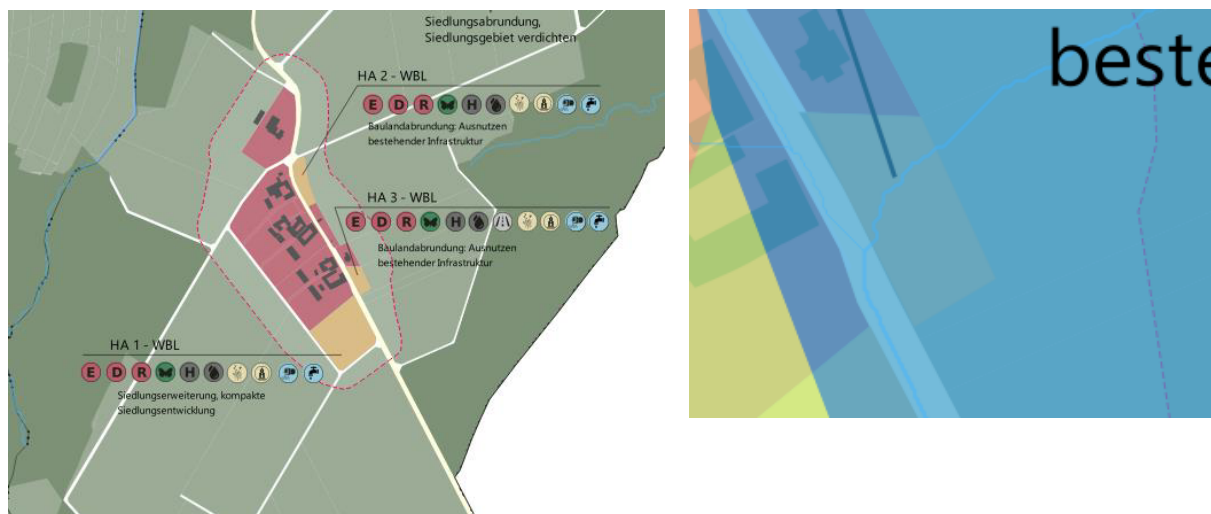 Siedlungsabrundung,
Siedlungsgebiet verdichten
HA 2 - WBL
E D R H
Baulandabrundung: Ausnutzen
bestehender Infrastruktur
HA 3 - WBL
E D R H
Baulandabrundung: Ausnutzen
bestehender Infrastruktur
HA 1 - WBL
E D R H
Siedlungserweiterung, kompakte
Siedlungsentwicklung
beste